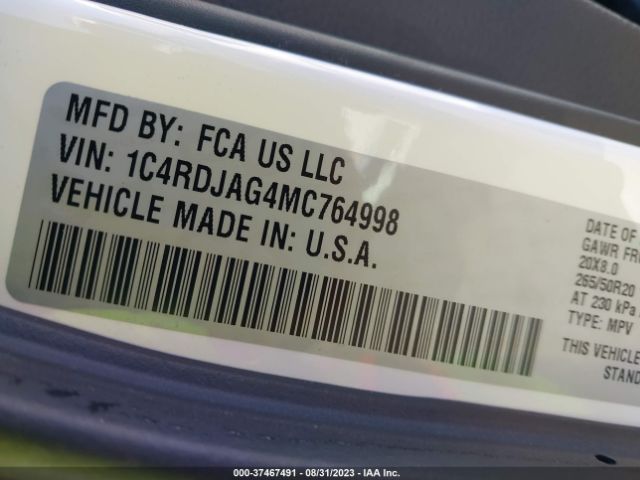 MFD BY: FCA US LLC
VIN: 1C4RDJAG4MC764998
VEHICLE MADE IN: U.S.A.
DATE OF
GAWR FR
20X8.0
265/50R20
AT 230 kPa
TYPE: MPV
THIS VEHICLE
STAND
000-37467491 - 08/31/2023 - IAA Inc.